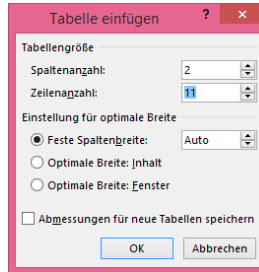 Tabelle einfügen ? ×
Tabellengröße
Spaltenanzahl: 2
Zeilenanzahl: 11
Einstellung für optimale Breite
Feste Spaltenbreite: Auto
Optimale Breite: Inhalt
Optimale Breite: Fenster
Abmessungen für neue Tabellen speichern
OK Abbrechen